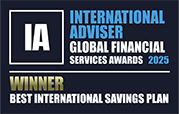 IA
INTERNATIONAL
ADVISER
GLOBAL FINANCIAL
SERVICES AWARDS 2025
WINNER
BEST INTERNATIONAL SAVINGS PLAN